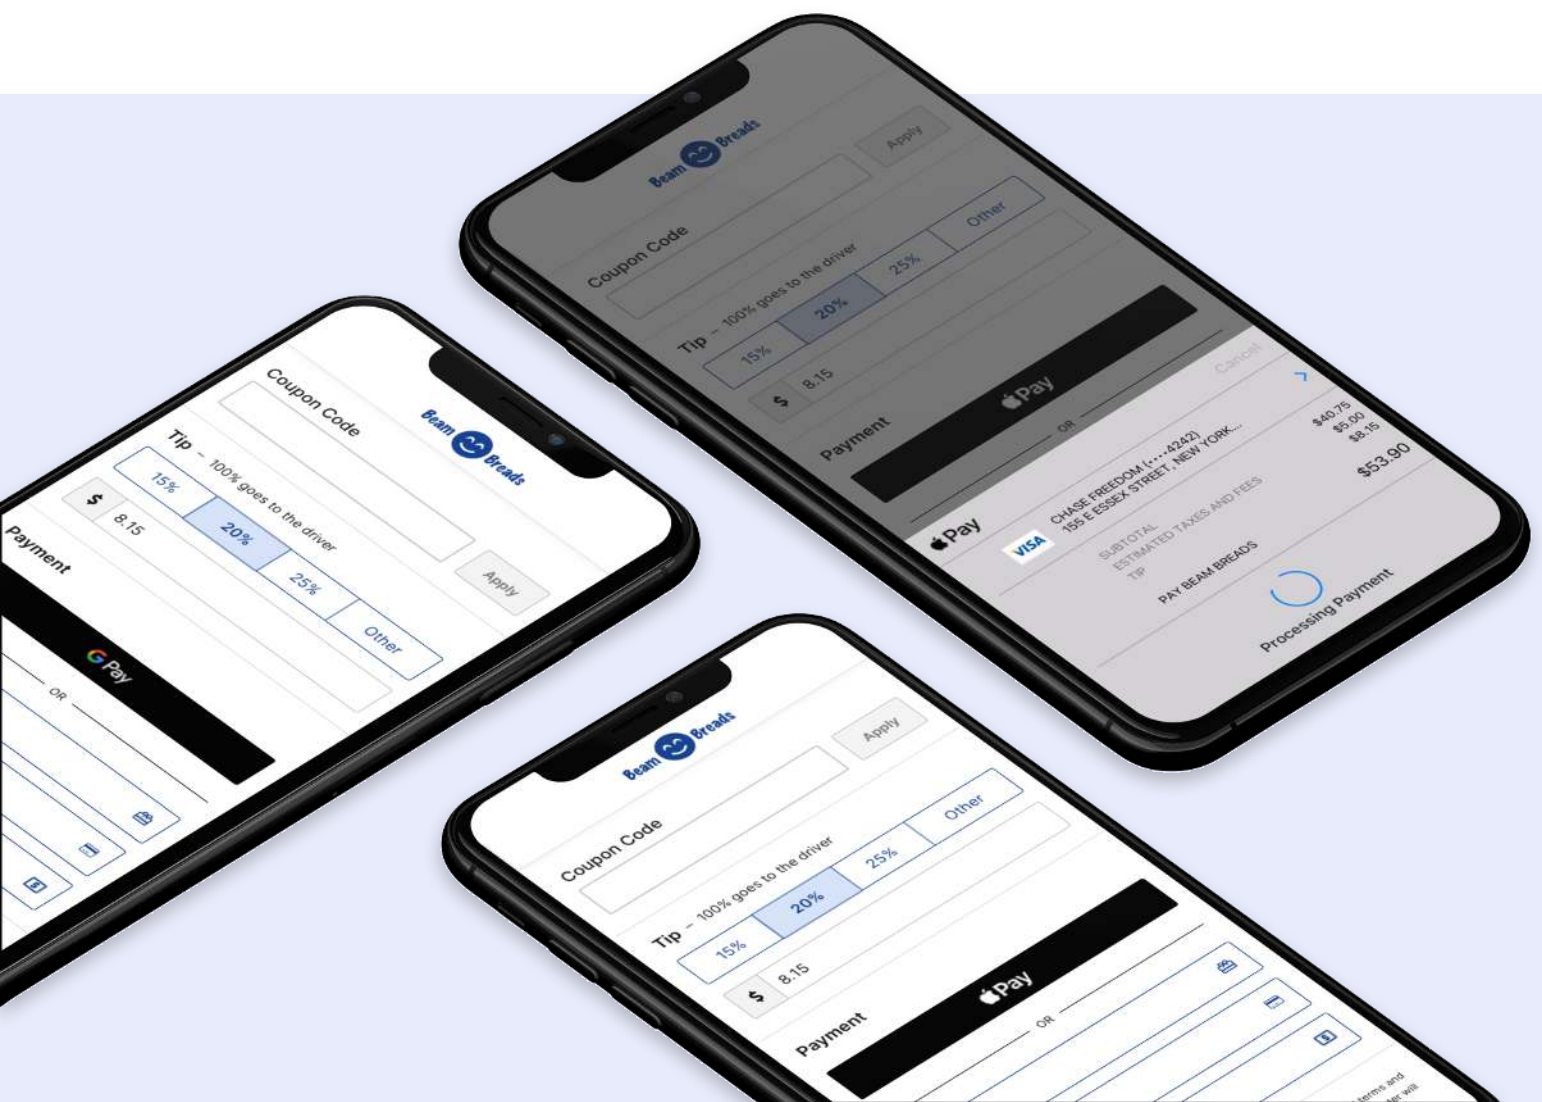 Beam Breads
Coupon Code
Apply
Tip – 100% goes to the driver
15% 20% 25% Other
$ 8.15
Payment
Pay
OR
Pay
Cancel
VISA
CHASE FREEDOM (····4242)
155 E ESSEX STREET, NEW YORK...
SUBTOTAL $40.75
ESTIMATED TAXES AND FEES $5.00
TIP $8.15
PAY BEAM BREADS $53.90
Processing Payment
Beam Breads
Coupon Code
Apply
Tip – 100% goes to the driver
15% 20% 25% Other
$ 8.15
Payment
G Pay
OR
Beam Breads
Coupon Code
Apply
Tip – 100% goes to the driver
15% 20% 25% Other
$ 8.15
Payment
Pay
OR
terms and
will